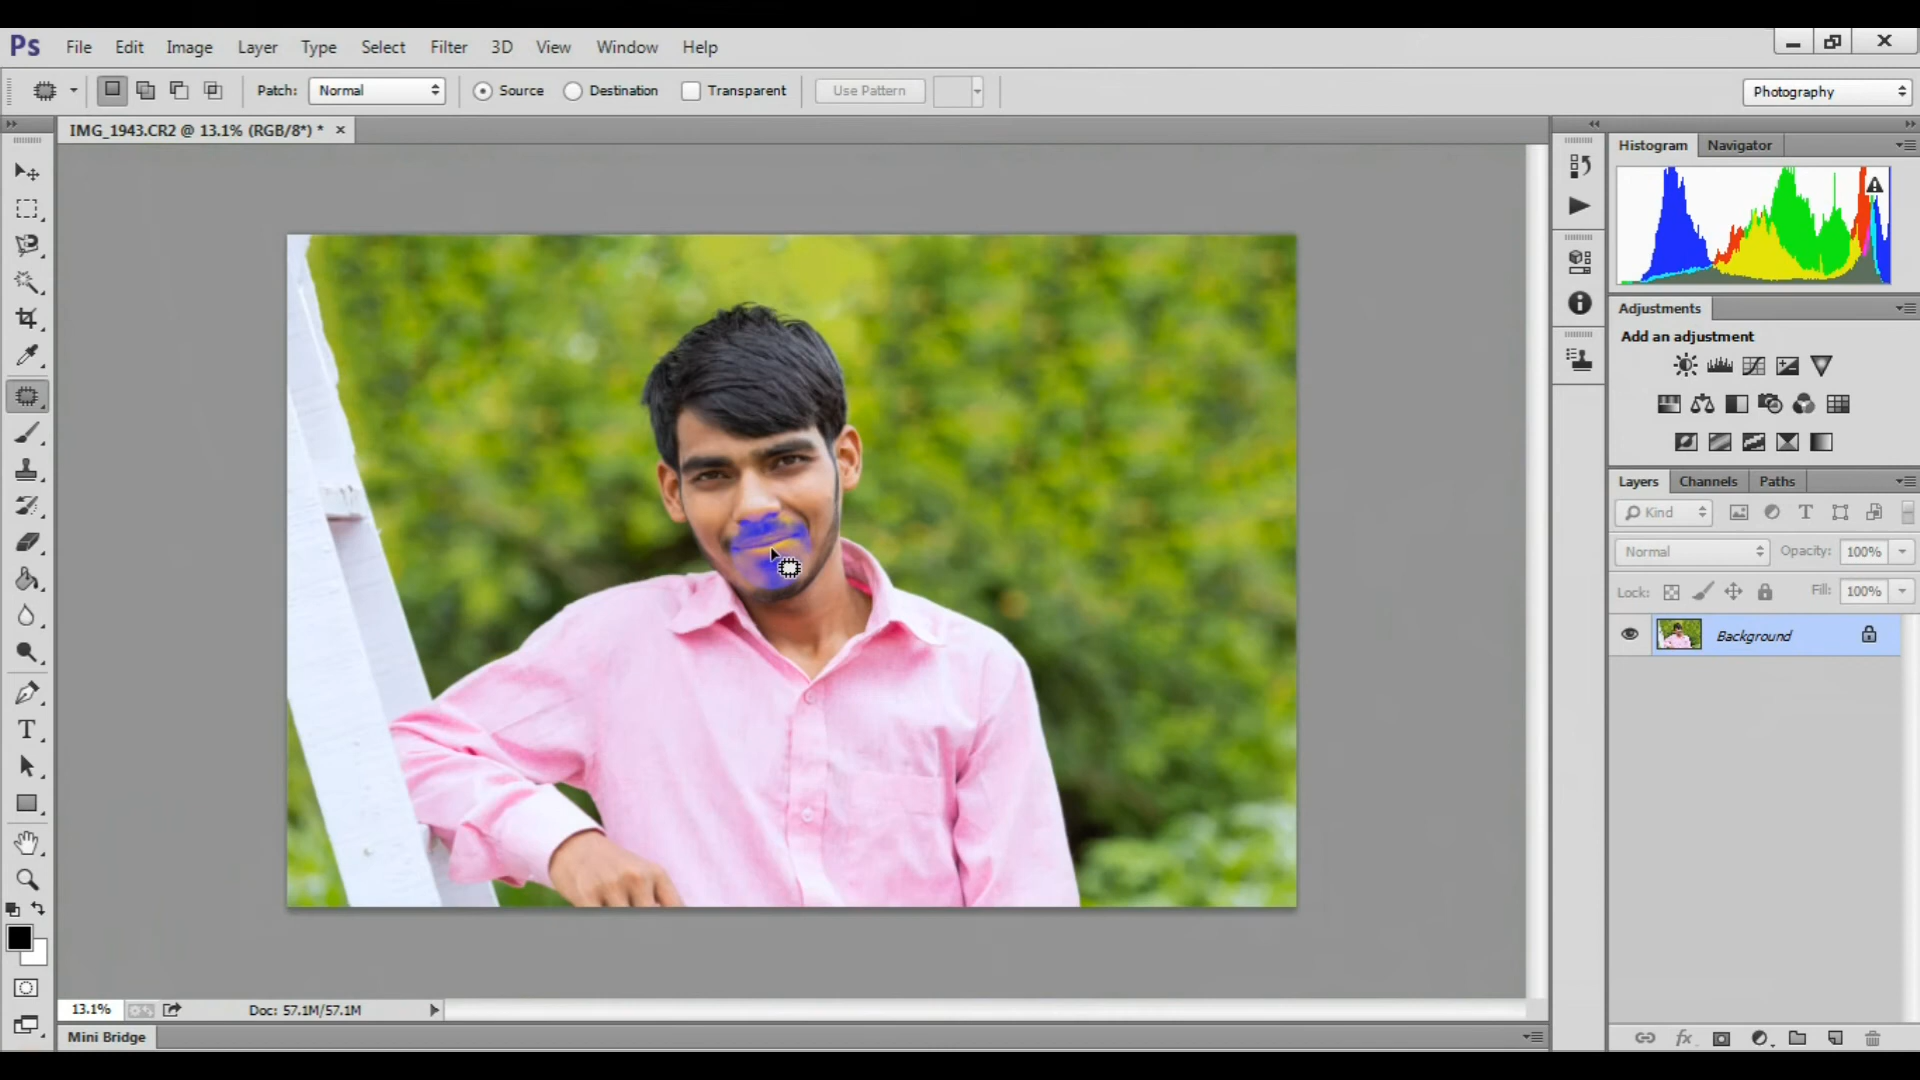 Ps File Edit Image Layer Type Select Filter 3D View Window Help
Patch: Normal Source Destination Transparent Use Pattern Photography
IMG_1943.CR2 @ 13.1% (RGB/8*) * ×
Histogram Navigator
Adjustments
Add an adjustment
Layers Channels Paths
Kind
Normal Opacity: 100%
Lock: Fill: 100%
Background
13.1% Doc: 57.1M/57.1M
Mini Bridge